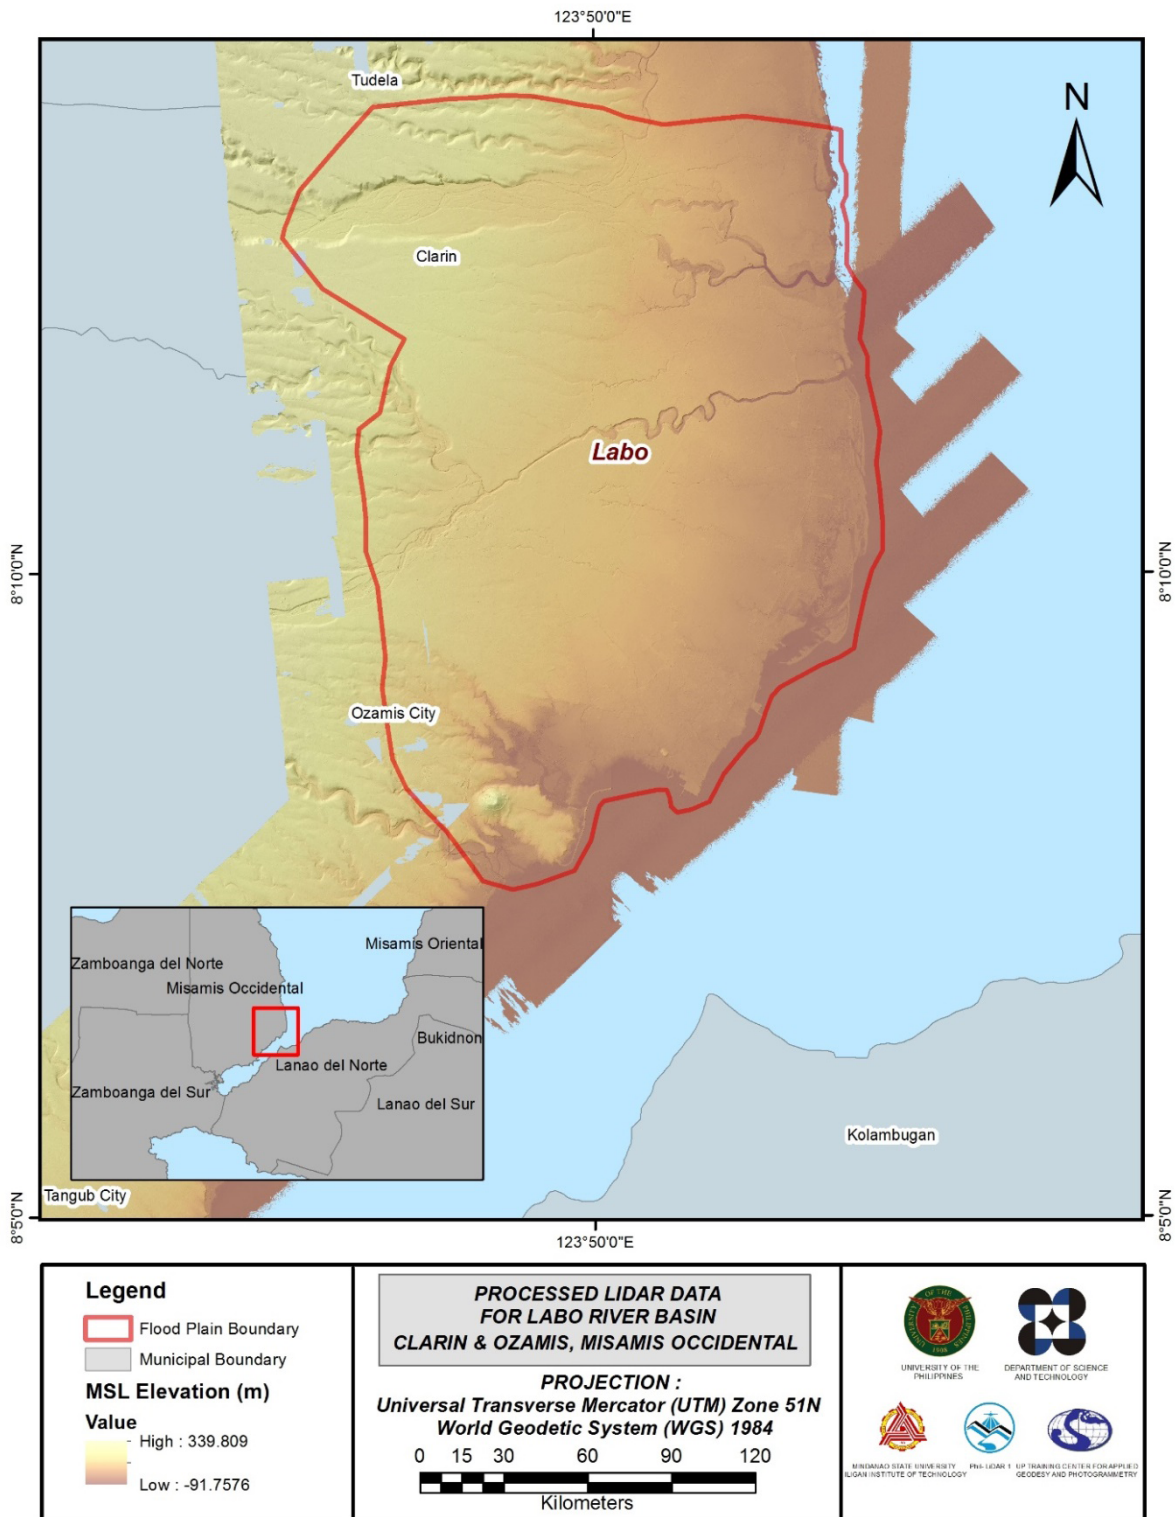 123°50'0"E
Tudela
N
Clarin
Labo
8°10'0"N
8°10'0"N
Ozamis City
Misamis Oriental
Zamboanga del Norte
Misamis Occidental
Bukidnon
Lanao del Norte
Zamboanga del Sur
Lanao del Sur
Kolambugan
Tangub City
8°5'0"N
8°5'0"N
123°50'0"E
Legend
Flood Plain Boundary
Municipal Boundary
MSL Elevation (m)
Value
High : 339.809
Low : -91.7576
PROCESSED LIDAR DATA
FOR LABO RIVER BASIN
CLARIN & OZAMIS, MISAMIS OCCIDENTAL
PROJECTION :
Universal Transverse Mercator (UTM) Zone 51N
World Geodetic System (WGS) 1984
0 15 30 60 90 120
Kilometers
UNIVERSITY OF THE
PHILIPPINES
DEPARTMENT OF SCIENCE
AND TECHNOLOGY
MINDANAO STATE UNIVERSITY
ILIGAN INSTITUTE OF TECHNOLOGY
Phil- LiDAR 1
UP TRAINING CENTER FOR APPLIED
GEODESY AND PHOTOGRAMMETRY